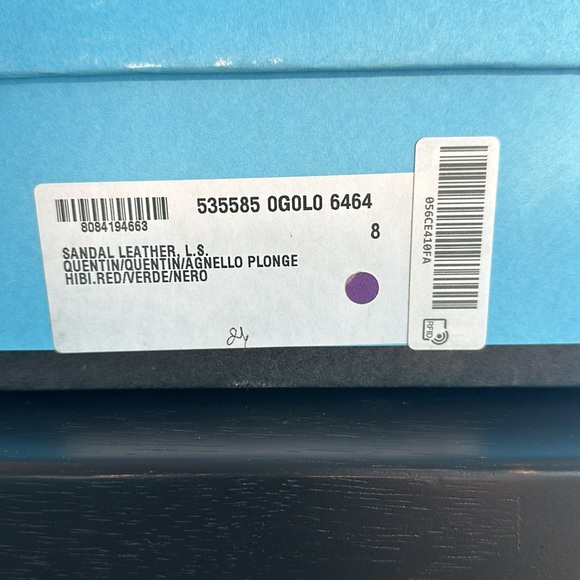 535585 0G0L0 6464
8
8084194663
SANDAL LEATHER, L.S.
QUENTIN/QUENTIN/AGNELLO PLONGE
HIBI.RED/VERDE/NERO
056CE410FA
RFID